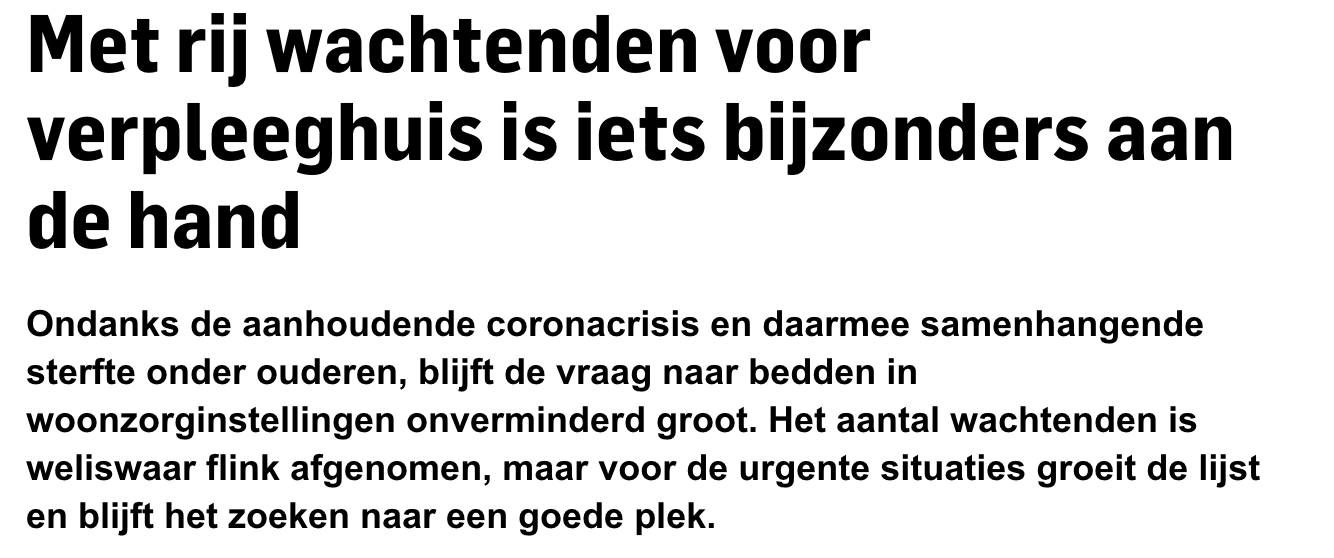 Met rij wachtenden voor
verpleeghuis is iets bijzonders aan
de hand
Ondanks de aanhoudende coronacrisis en daarmee samenhangende
sterfte onder ouderen, blijft de vraag naar bedden in
woonzorginstellingen onverminderd groot. Het aantal wachtenden is
weliswaar flink afgenomen, maar voor de urgente situaties groeit de lijst
en blijft het zoeken naar een goede plek.